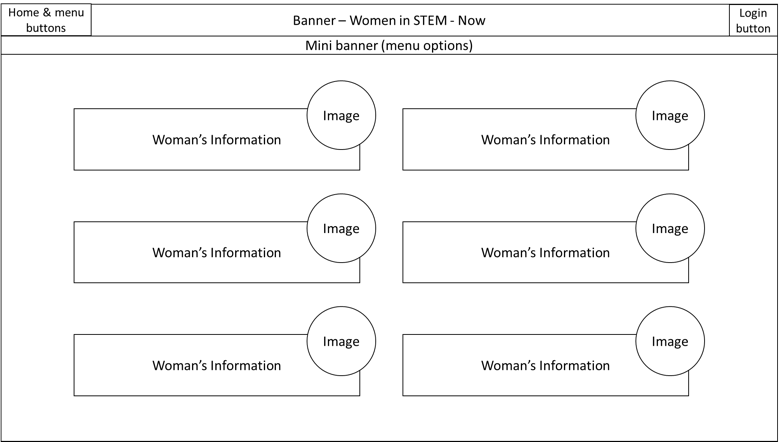 Home & menu
buttons
Banner – Women in STEM - Now
Login
button
Mini banner (menu options)
Image
Woman’s Information
Image
Woman’s Information
Image
Woman’s Information
Image
Woman’s Information
Image
Woman’s Information
Image
Woman’s Information